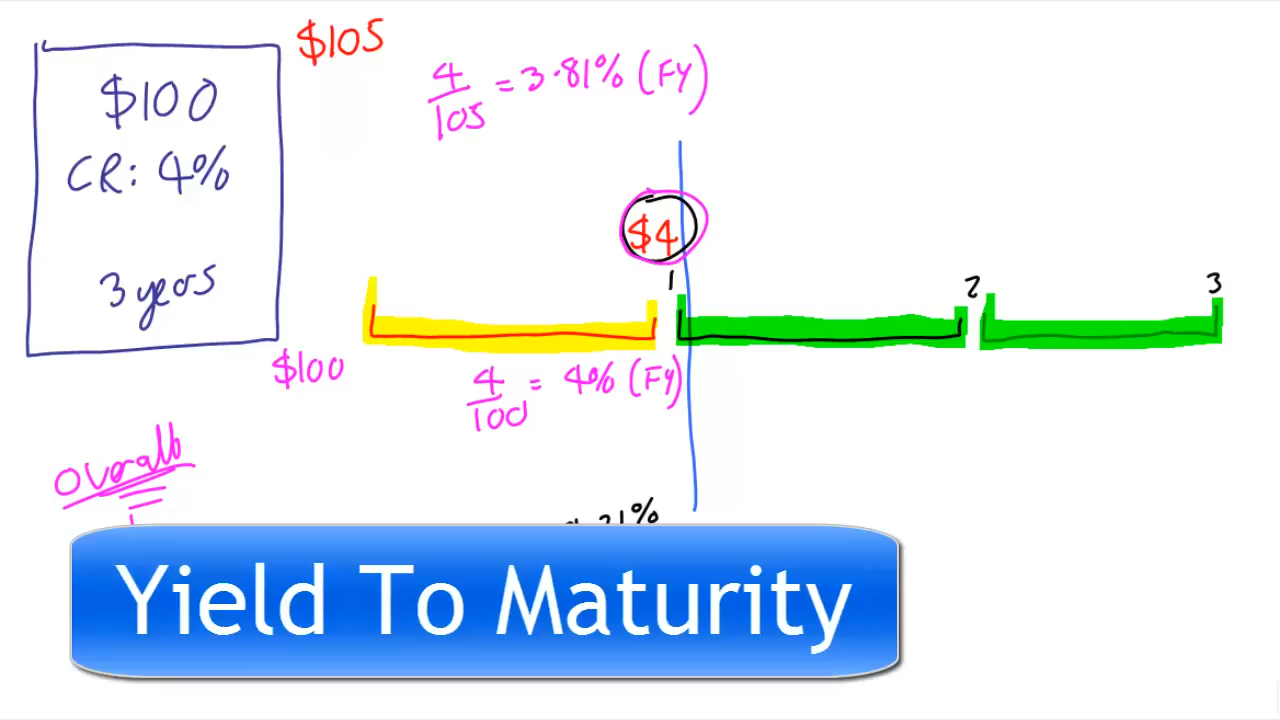 $105
$100
CR: 4%
3 years
4/105 = 3.81% (FY)
$4
1
2
3
$100
4/100 = 4% (FY)
overall
Yield To Maturity